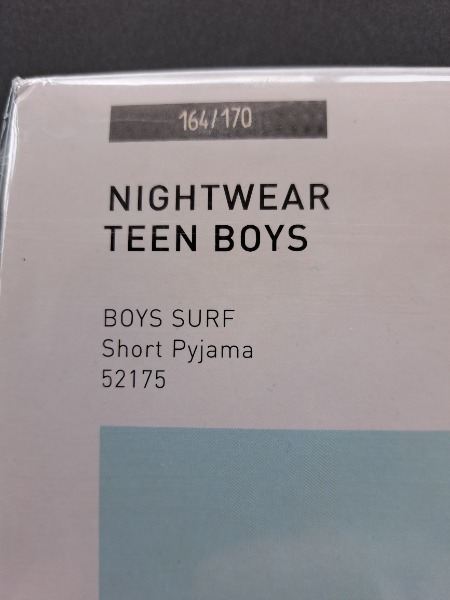 164/170
NIGHTWEAR
TEEN BOYS
BOYS SURF
Short Pyjama
52175